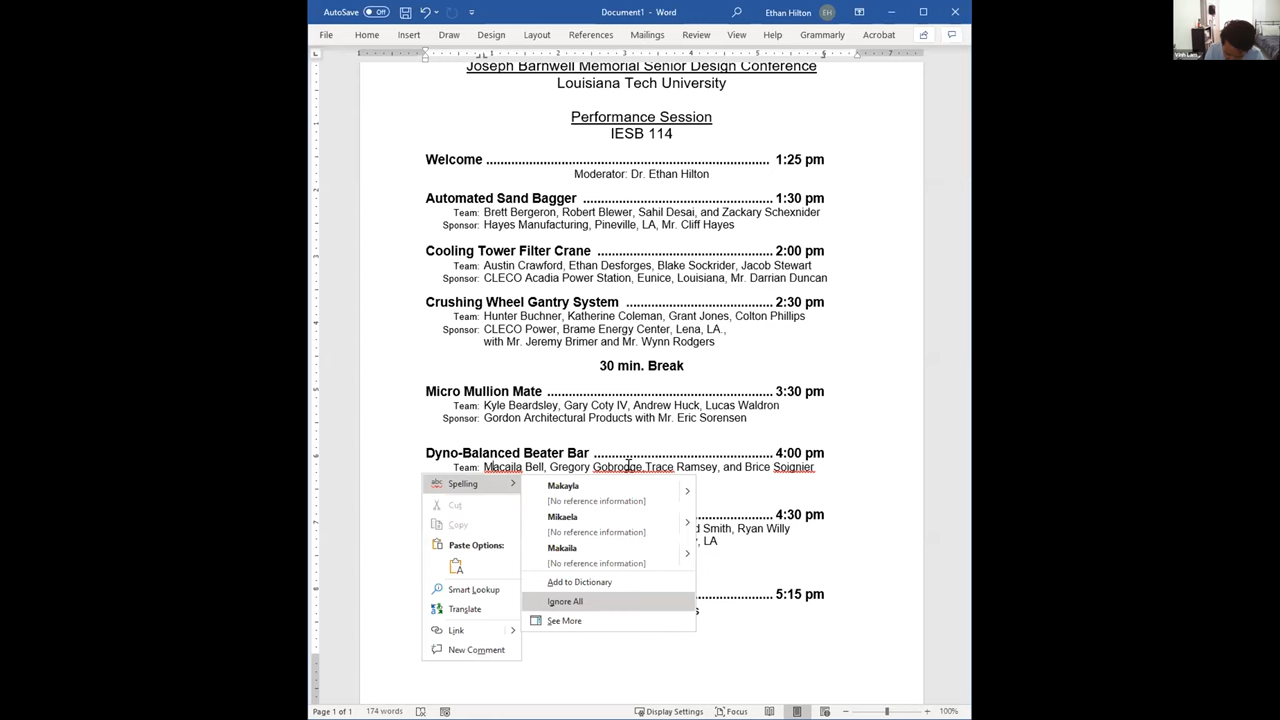 AutoSave Off Document1 - Word Ethan Hilton EH
File Home Insert Draw Design Layout References Mailings Review View Help Grammarly Acrobat
Joseph Barnwell Memorial Senior Design Conference
Louisiana Tech University
Performance Session
IESB 114
Welcome ................................................................................ 1:25 pm
Moderator: Dr. Ethan Hilton
Automated Sand Bagger ..................................................... 1:30 pm
Team: Brett Bergeron, Robert Blewer, Sahil Desai, and Zackary Schexnider
Sponsor: Hayes Manufacturing, Pineville, LA, Mr. Cliff Hayes
Cooling Tower Filter Crane ................................................. 2:00 pm
Team: Austin Crawford, Ethan Desforges, Blake Sockrider, Jacob Stewart
Sponsor: CLECO Acadia Power Station, Eunice, Louisiana, Mr. Darrian Duncan
Crushing Wheel Gantry System ......................................... 2:30 pm
Team: Hunter Buchner, Katherine Coleman, Grant Jones, Colton Phillips
Sponsor: CLECO Power, Brame Energy Center, Lena, LA.,
with Mr. Jeremy Brimer and Mr. Wynn Rodgers
30 min. Break
Micro Mullion Mate ............................................................... 3:30 pm
Team: Kyle Beardsley, Gary Coty IV, Andrew Huck, Lucas Waldron
Sponsor: Gordon Architectural Products with Mr. Eric Sorensen
Dyno-Balanced Beater Bar .................................................. 4:00 pm
Team: Macaila Bell, Gregory Gobrogge,Trace Ramsey, and Brice Soignier
Spelling
Cut
Copy
Paste Options:
A
Smart Lookup
Translate
Link
New Comment
Makayla
[No reference information]
Mikaela
[No reference information]
Makaila
[No reference information]
Add to Dictionary
Ignore All
See More
...................... 4:30 pm
d Smith, Ryan Willy
, LA
...................... 5:15 pm
s
Page 1 of 1 174 words Display Settings Focus 100%